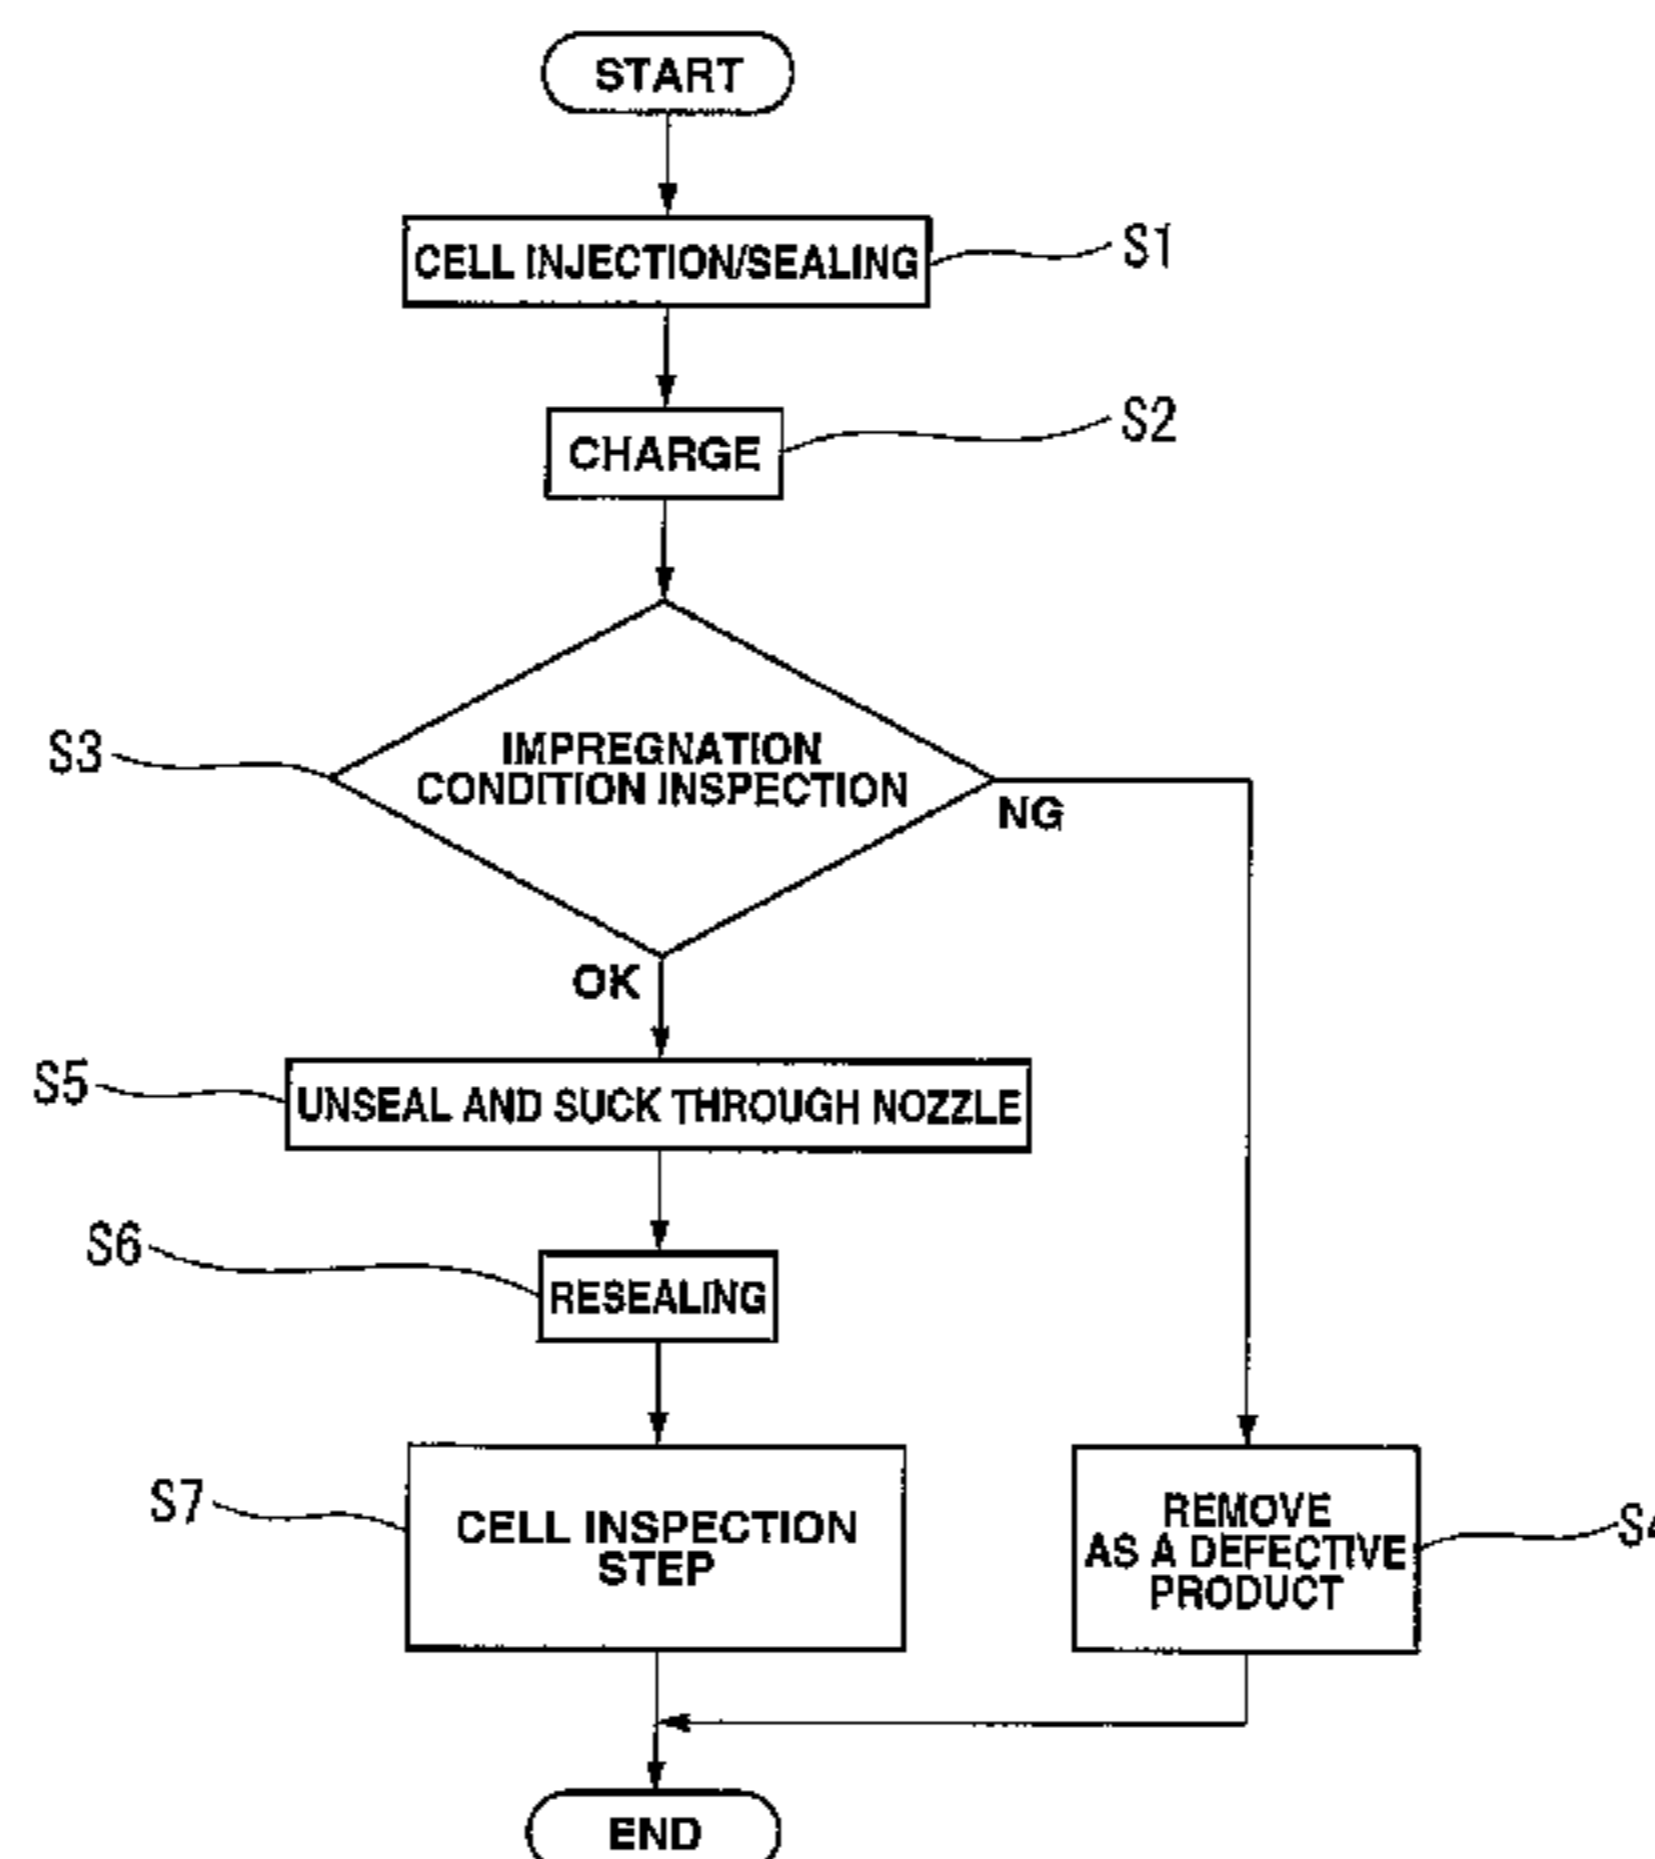 START
CELL INJECTION/SEALING
S1
CHARGE
S2
S3
IMPREGNATION
CONDITION INSPECTION
NG
OK
S5
UNSEAL AND SUCK THROUGH NOZZLE
S6
RESEALING
S7
CELL INSPECTION
STEP
REMOVE
AS A DEFECTIVE
PRODUCT
S4
END